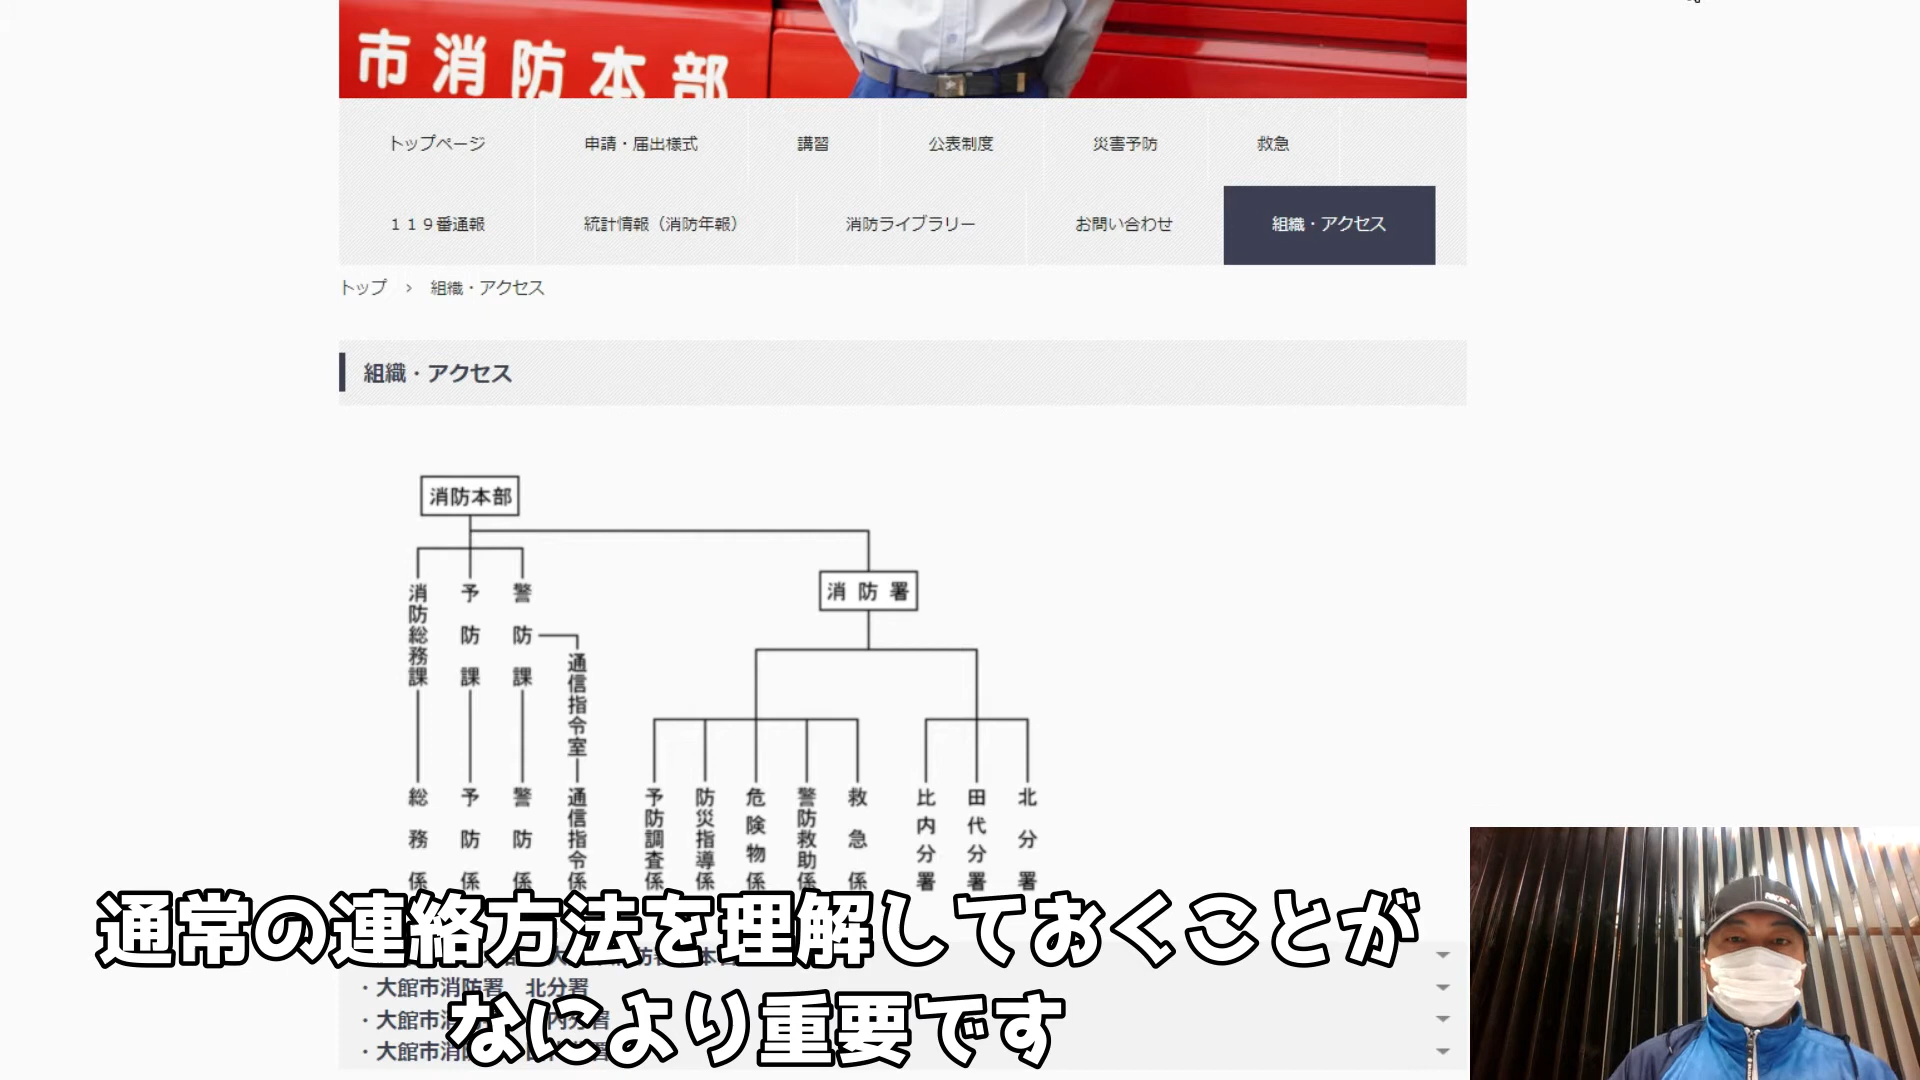 市消防本部
トップページ 申請・届出様式 講習 公表制度 災害予防 救急
119番通報 統計情報（消防年報） 消防ライブラリー お問い合わせ 組織・アクセス
トップ › 組織・アクセス
組織・アクセス
消防本部
消防署
消防総務課
予防課
警防課
通信指令室
総務係
予防係
警防係
通信指令係
予防調査係
防災指導係
危険物係
警防救助係
救急係
比内分署
田代分署
北分署
・大館市消防署 北分署
・大館市消
・大館市消
通常の連絡方法を理解しておくことが
なにより重要です